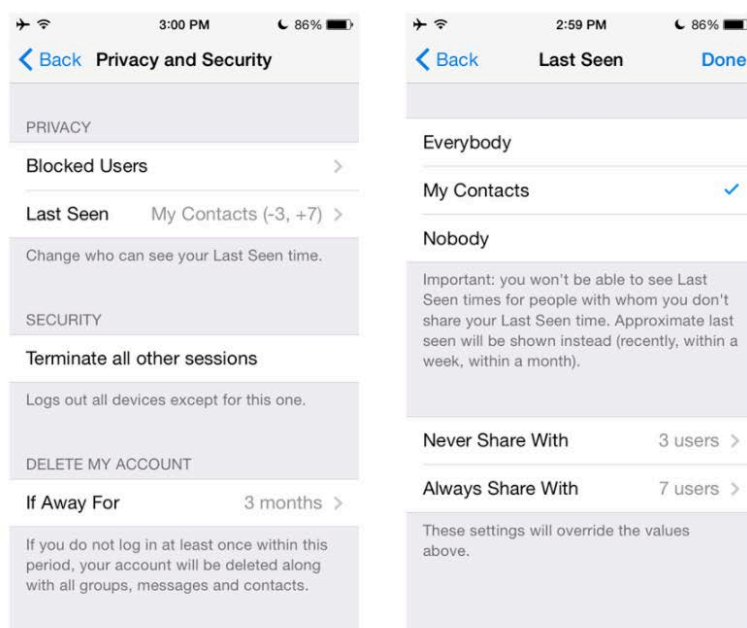 3:00 PM
86%
Back
Privacy and Security
PRIVACY
Blocked Users
Last Seen
My Contacts (-3, +7)
Change who can see your Last Seen time.
SECURITY
Terminate all other sessions
Logs out all devices except for this one.
DELETE MY ACCOUNT
If Away For
3 months
If you do not log in at least once within this
period, your account will be deleted along
with all groups, messages and contacts.
2:59 PM
86%
Back
Last Seen
Done
Everybody
My Contacts
Nobody
Important: you won't be able to see Last
Seen times for people with whom you don't
share your Last Seen time. Approximate last
seen will be shown instead (recently, within a
week, within a month).
Never Share With
3 users
Always Share With
7 users
These settings will override the values
above.